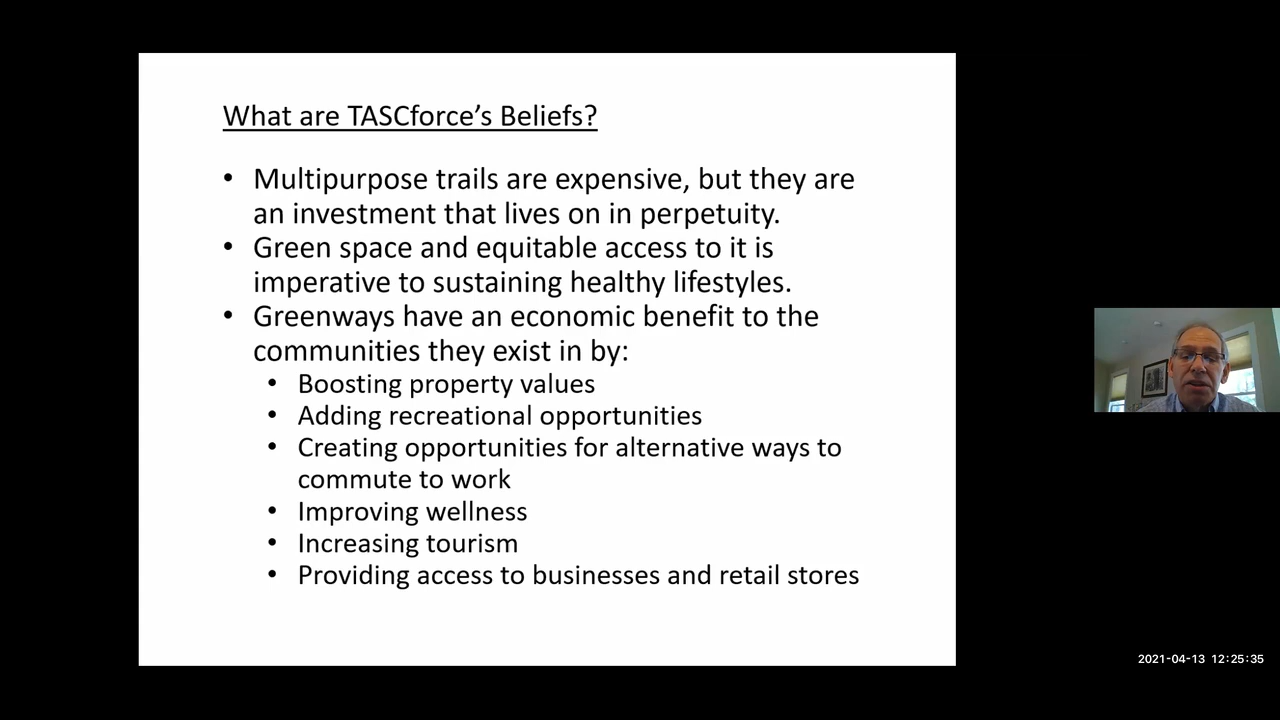 What are TASCforce’s Beliefs?
• Multipurpose trails are expensive, but they are
an investment that lives on in perpetuity.
• Green space and equitable access to it is
imperative to sustaining healthy lifestyles.
• Greenways have an economic benefit to the
communities they exist in by:
• Boosting property values
• Adding recreational opportunities
• Creating opportunities for alternative ways to
commute to work
• Improving wellness
• Increasing tourism
• Providing access to businesses and retail stores
2021-04-13 12:25:35